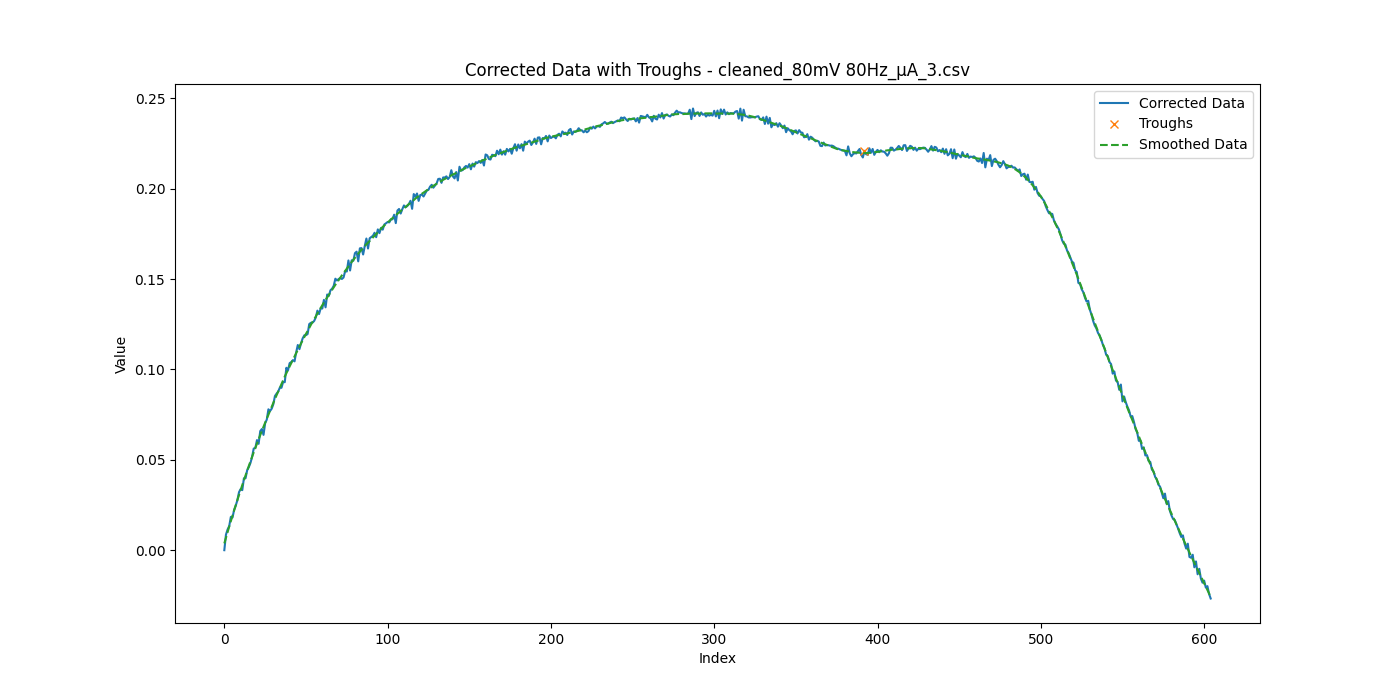 Corrected Data with Troughs - cleaned_80mV 80Hz_µA_3.csv
Corrected Data
Troughs
Smoothed Data
Value
0.25
0.20
0.15
0.10
0.05
0.00
0 100 200 300 400 500 600
Index